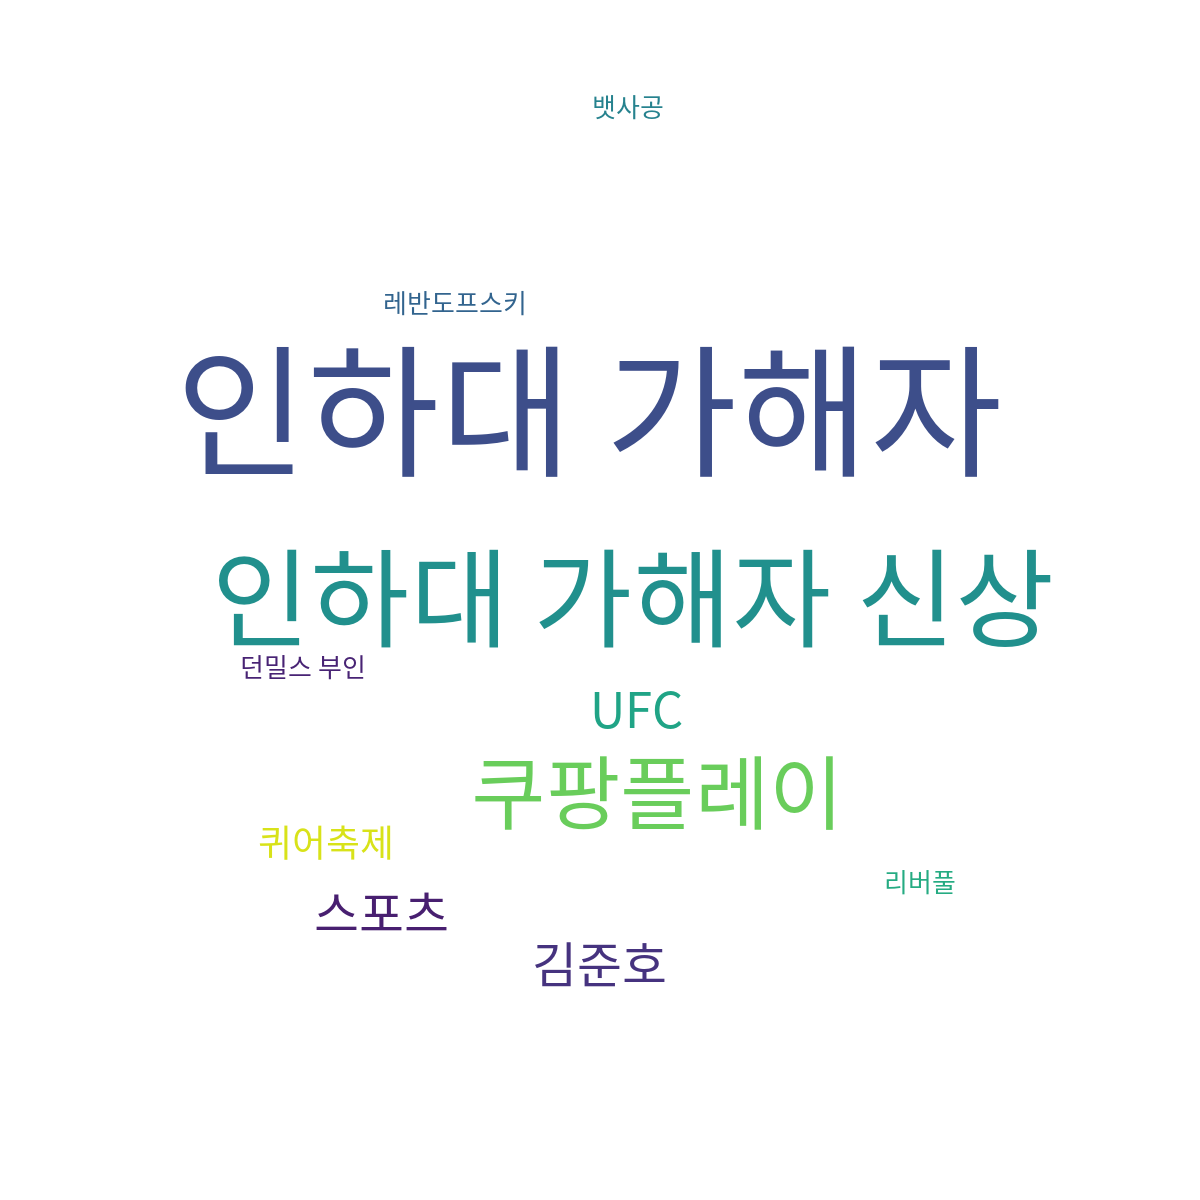 뱃사공
레반도프스키
인하대 가해자
인하대 가해자 신상
던밀스 부인
UFC
쿠팡플레이
퀴어축제
리버풀
스포츠
김준호